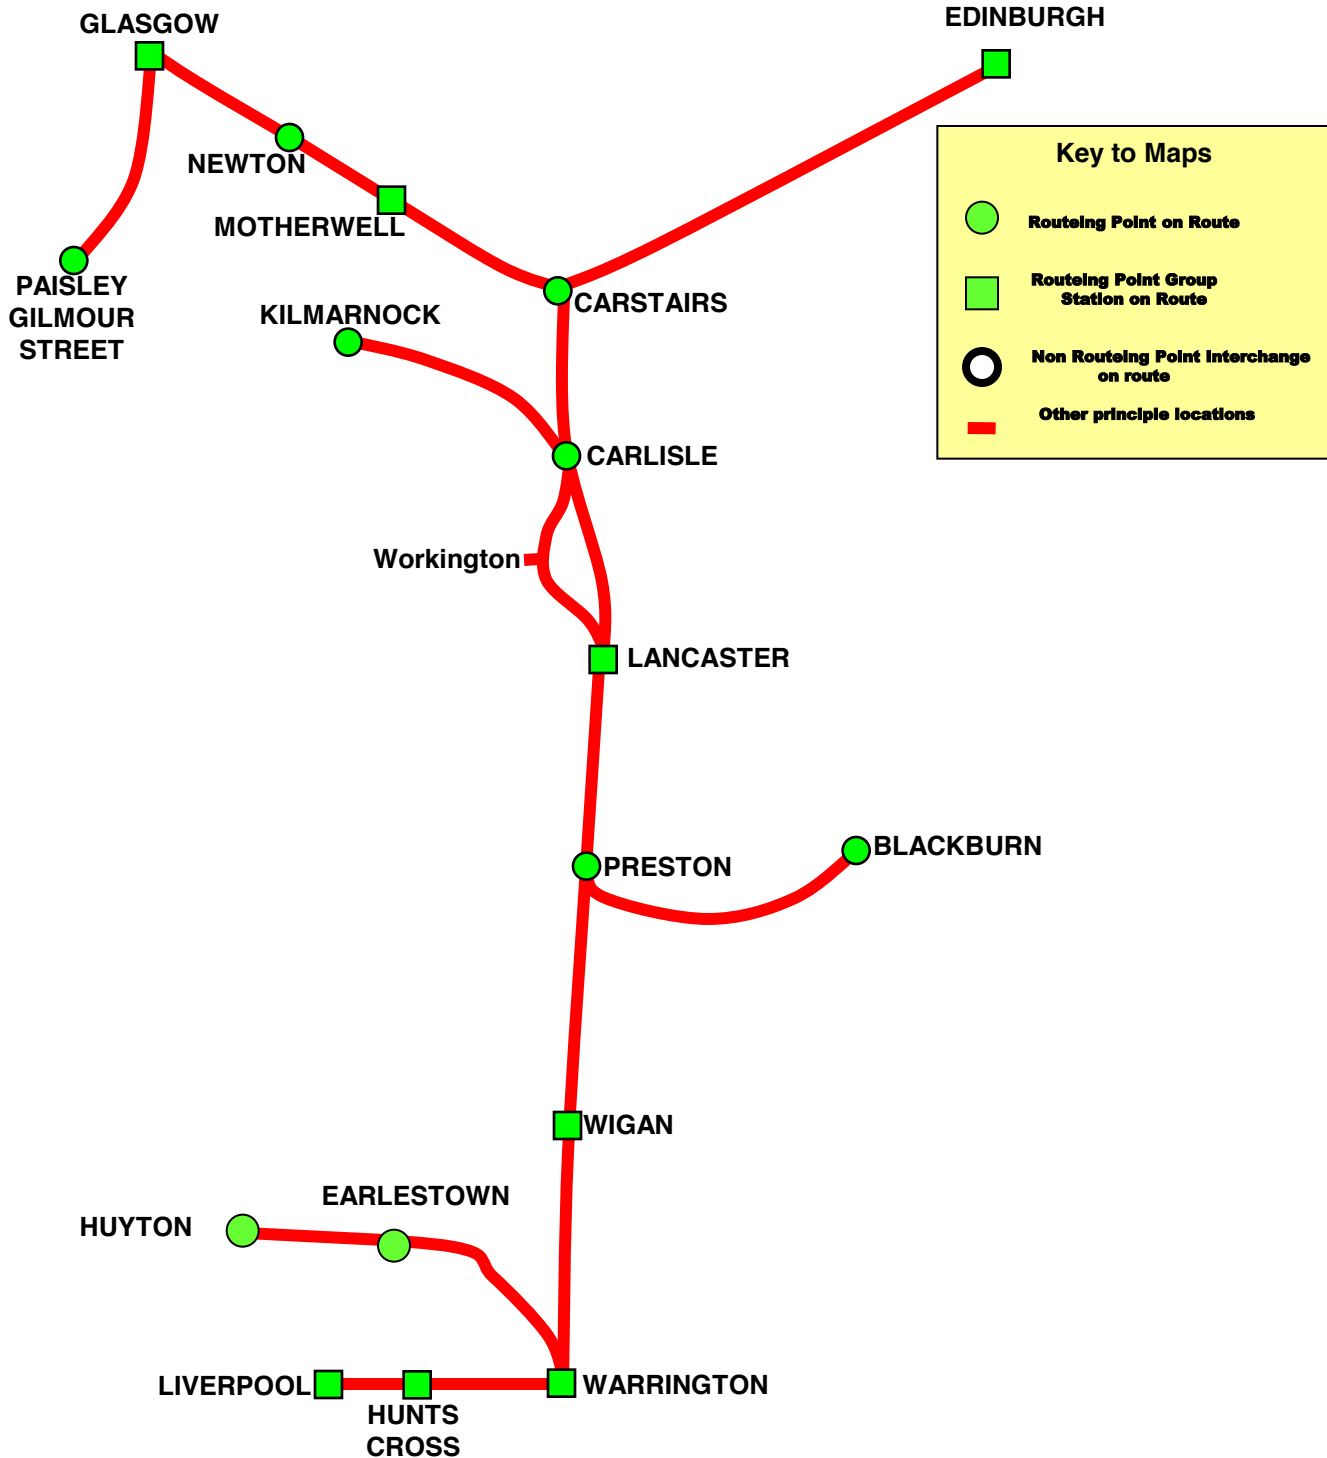 GLASGOW
EDINBURGH
Key to Maps
NEWTON
Routeing Point on Route
MOTHERWELL
PAISLEY
GILMOUR
STREET
Routeing Point Group
Station on Route
CARSTAIRS
KILMARNOCK
Non Routeing Point Interchange
on route
Other principle locations
CARLISLE
Workington
LANCASTER
PRESTON
BLACKBURN
WIGAN
EARLESTOWN
HUYTON
LIVERPOOL
HUNTS
CROSS
WARRINGTON